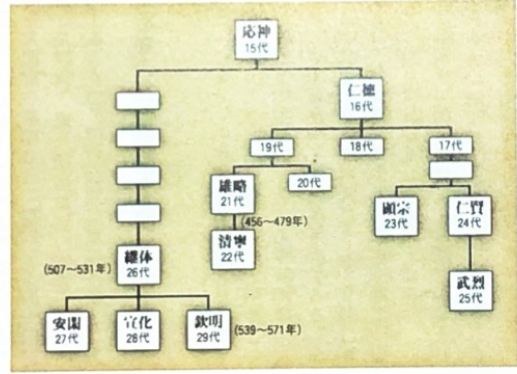 応神
15代
仁徳
16代
19代
18代
17代
雄略
21代
20代
(456〜479年)
清寧
22代
顕宗
23代
仁賢
24代
武烈
25代
(507〜531年)
継体
26代
安閑
27代
宣化
28代
欽明
29代
(539〜571年)